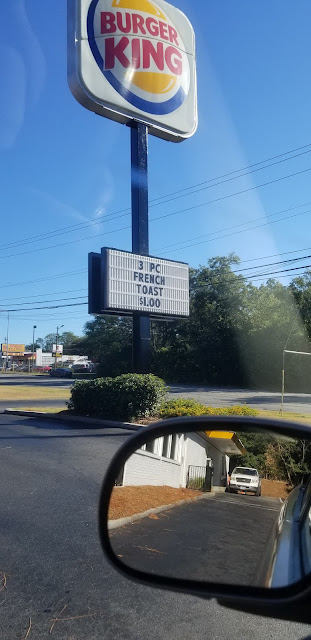 BURGER
KING
3 PC
FRENCH
TOAST
$1.00